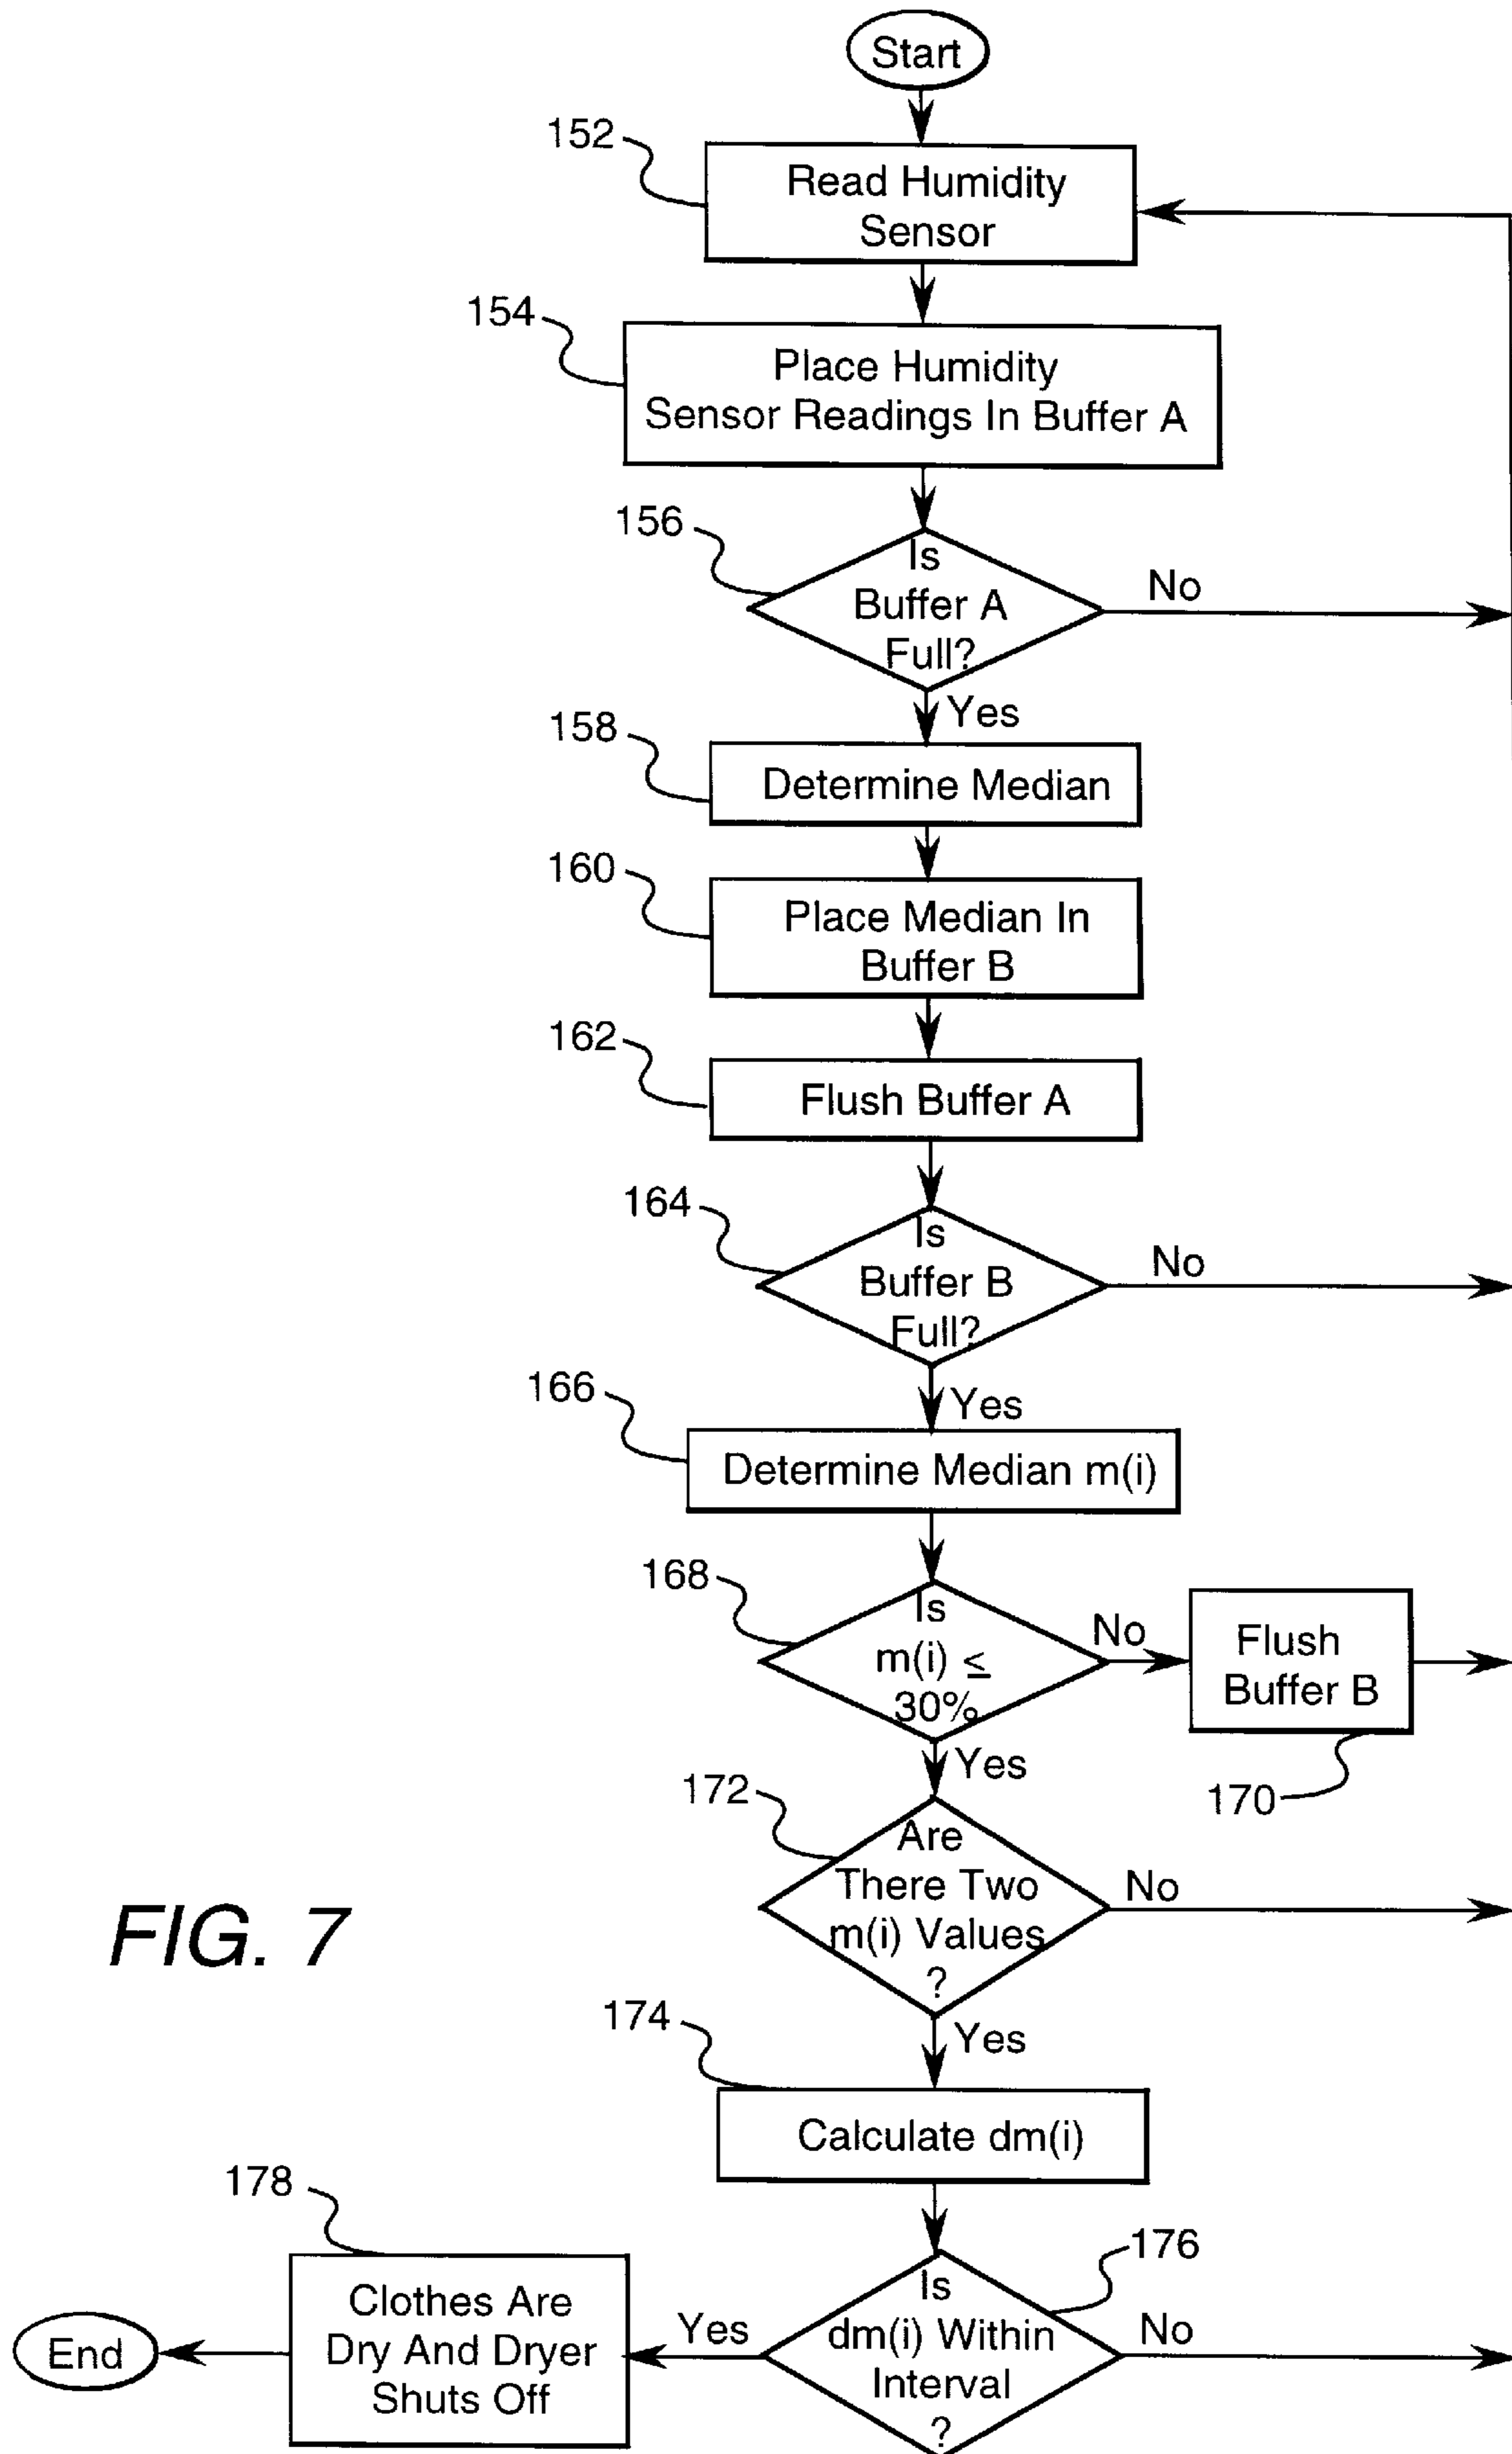 Start
152
Read Humidity
Sensor
154
Place Humidity
Sensor Readings In Buffer A
156
Is
Buffer A
Full?
No
Yes
158
Determine Median
160
Place Median In
Buffer B
162
Flush Buffer A
164
Is
Buffer B
Full?
No
Yes
166
Determine Median m(i)
168
Is
m(i) ≤
30%
No
Flush
Buffer B
170
Yes
172
Are
There Two
m(i) Values
?
No
FIG. 7
Yes
174
Calculate dm(i)
176
Is
dm(i) Within
Interval
?
No
Yes
178
Clothes Are
Dry And Dryer
Shuts Off
End